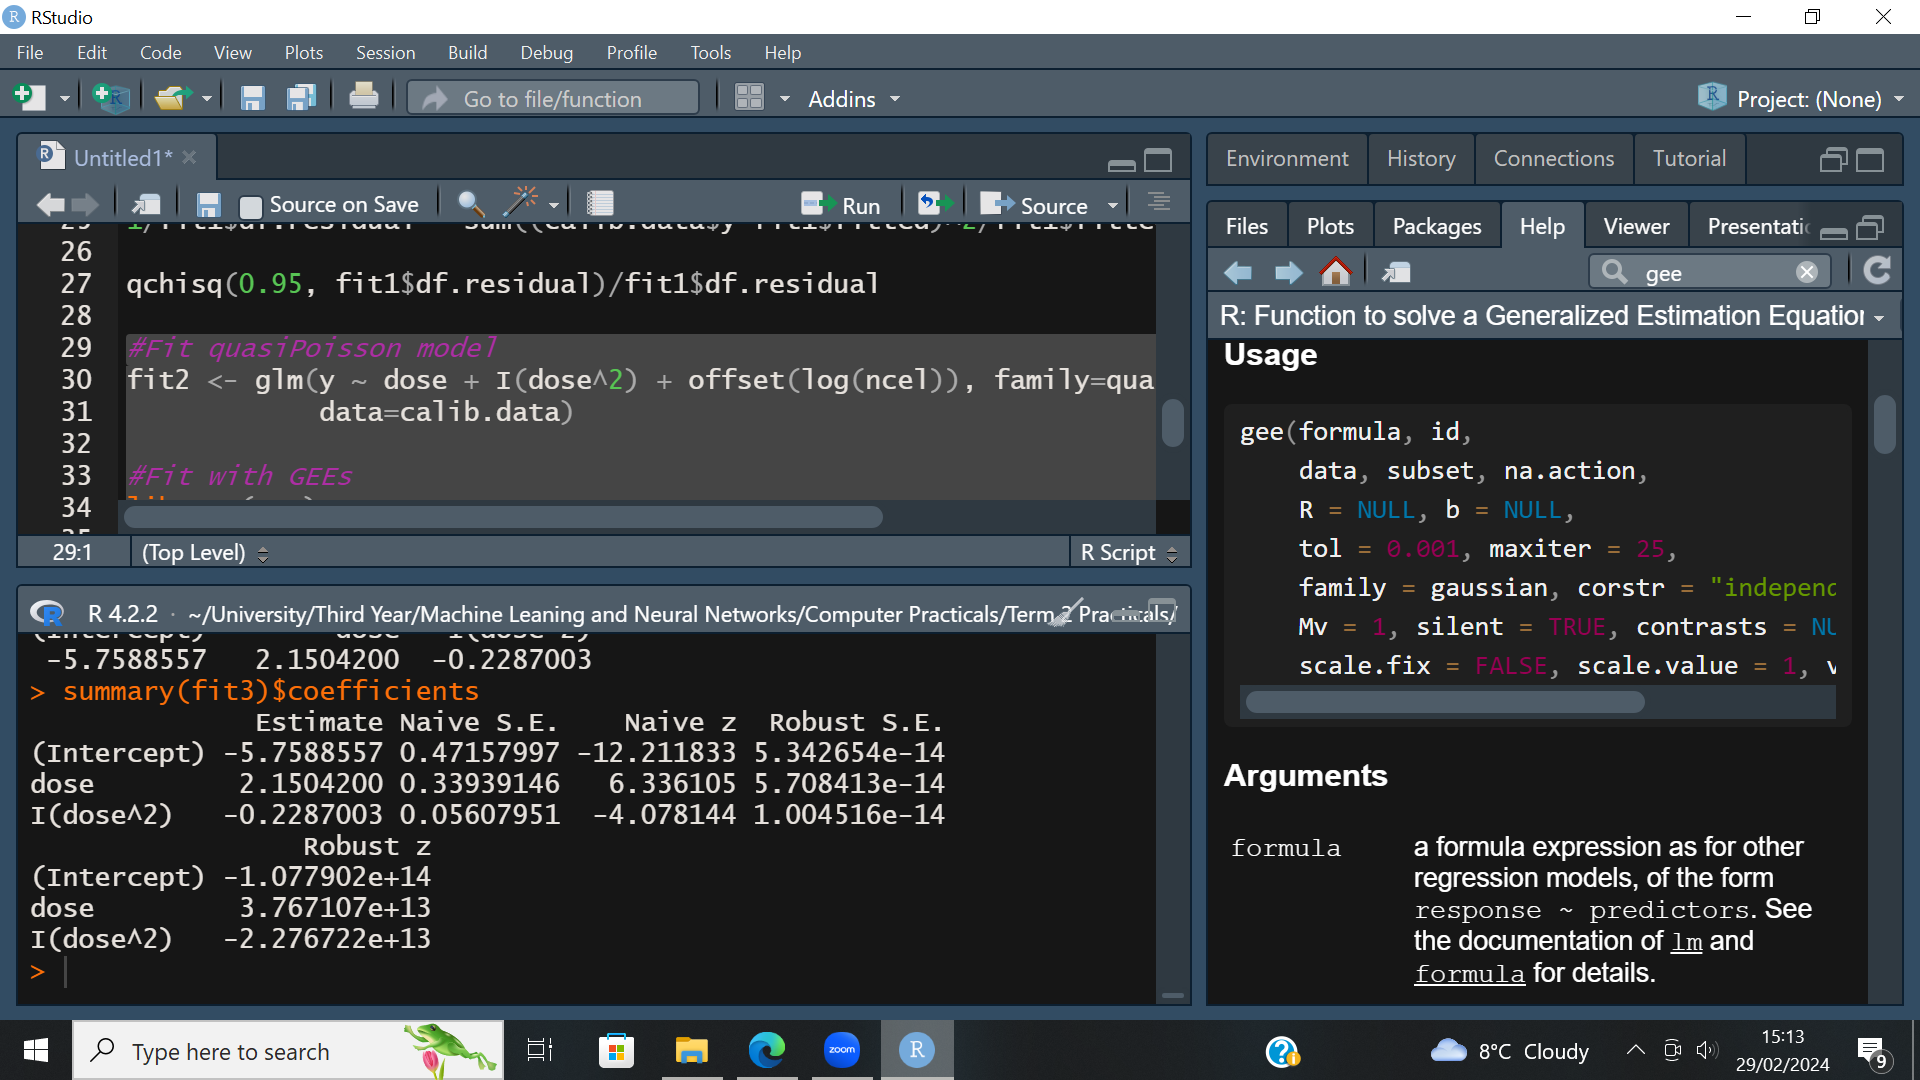 RStudio
File Edit Code View Plots Session Build Debug Profile Tools Help
Go to file/function
Addins
Project: (None)
Untitled1*
Source on Save
Run
Source
26
27 qchisq(0.95, fit1$df.residual)/fit1$df.residual
28
29 #Fit quasiPoisson model
30 fit2 <- glm(y ~ dose + I(dose^2) + offset(log(ncel)), family=qua
31 data=calib.data)
32
33 #Fit with GEEs
34
29:1 (Top Level) R Script
R 4.2.2 · ~/University/Third Year/Machine Leaning and Neural Networks/Computer Practicals/Term 2 Practicals/
(Intercept) dose I(dose^2)
-5.7588557 2.1504200 -0.2287003
> summary(fit3)$coefficients
Estimate Naive S.E. Naive z Robust S.E.
(Intercept) -5.7588557 0.47157997 -12.211833 5.342654e-14
dose 2.1504200 0.33939146 6.336105 5.708413e-14
I(dose^2) -0.2287003 0.05607951 -4.078144 1.004516e-14
Robust z
(Intercept) -1.077902e+14
dose 3.767107e+13
I(dose^2) -2.276722e+13
>
Environment History Connections Tutorial
Files Plots Packages Help Viewer Presentatio
gee
R: Function to solve a Generalized Estimation Equation
Usage
gee(formula, id,
data, subset, na.action,
R = NULL, b = NULL,
tol = 0.001, maxiter = 25,
family = gaussian, corstr = "independ
Mv = 1, silent = TRUE, contrasts = NU
scale.fix = FALSE, scale.value = 1, v
Arguments
formula a formula expression as for other
regression models, of the form
response ~ predictors. See
the documentation of lm and
formula for details.
Type here to search
zoom
R
8°C Cloudy
15:13
29/02/2024
9